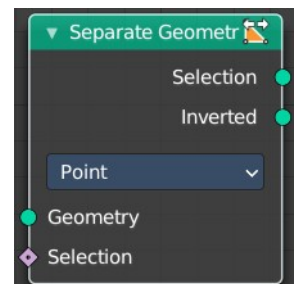 Separate Geometr
Selection
Inverted
Point
Geometry
Selection